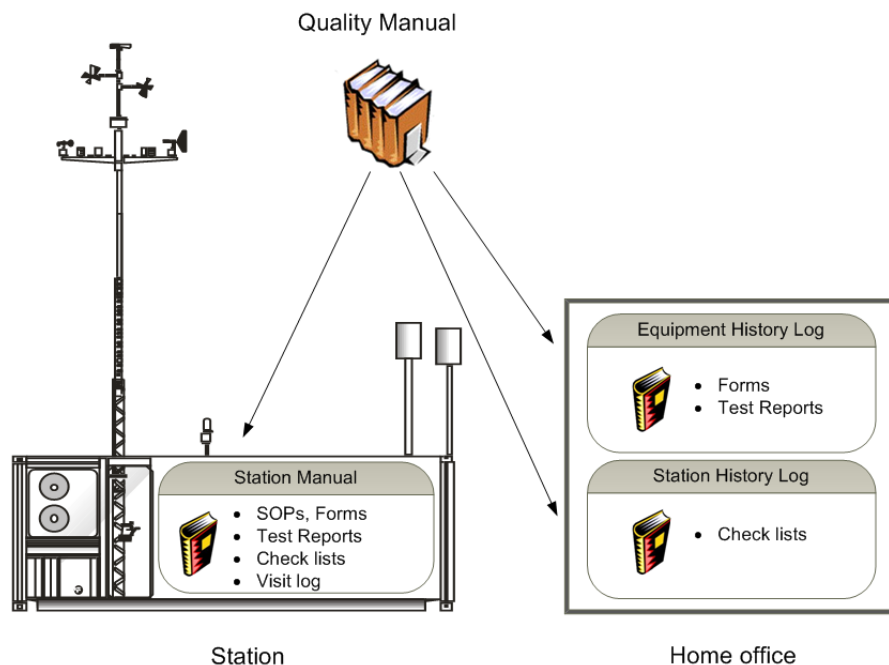 Quality Manual
Equipment History Log
• Forms
• Test Reports
Station Manual
• SOPs, Forms
• Test Reports
• Check lists
• Visit log
Station History Log
• Check lists
Station
Home office